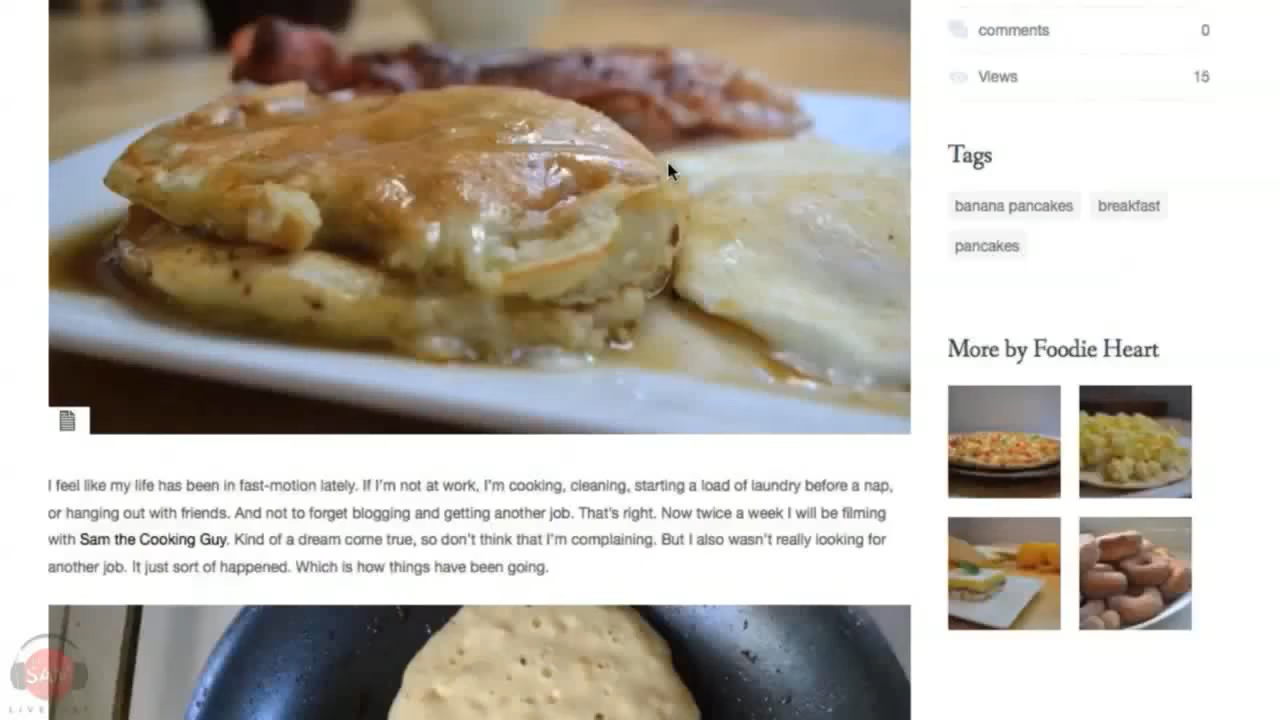 comments 0
Views 15
Tags
banana pancakes breakfast
pancakes
More by Foodie Heart
I feel like my life has been in fast-motion lately. If I'm not at work, I'm cooking, cleaning, starting a load of laundry before a nap,
or hanging out with friends. And not to forget blogging and getting another job. That's right. Now twice a week I will be filming
with Sam the Cooking Guy. Kind of a dream come true, so don't think that I'm complaining. But I also wasn't really looking for
another job. It just sort of happened. Which is how things have been going.
SAM